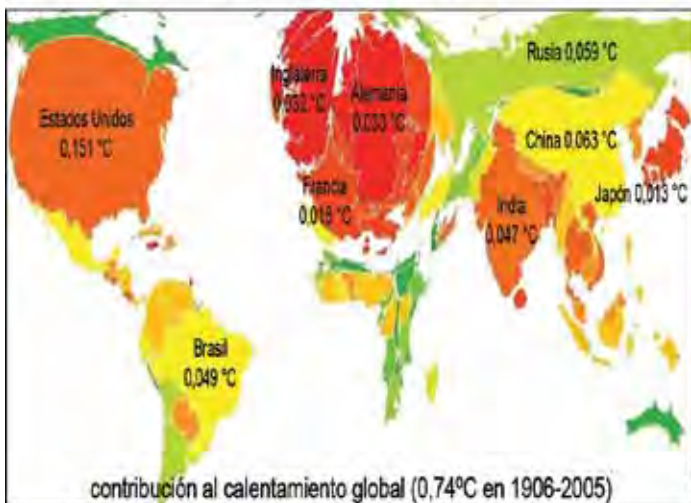 Estados Unidos
0,151 °C
Inglaterra
0,032 °C
Alemania
0,033 °C
Francia
0,016 °C
Rusia 0,059 °C
China 0,063 °C
Japón 0,013 °C
India
0,047 °C
Brasil
0,049 °C
contribución al calentamiento global (0,74ºC en 1906-2005)